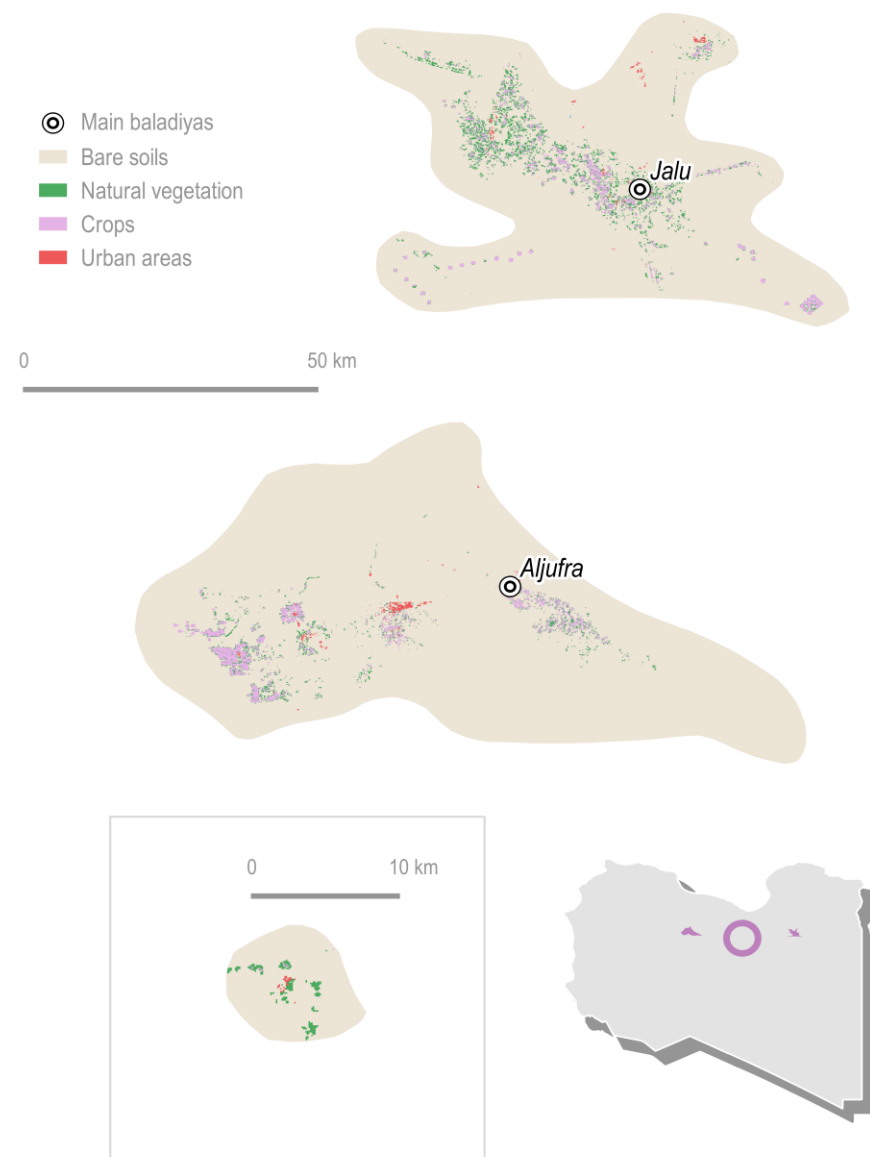 Jalu
Main baladiyas
Bare soils
Natural vegetation
Crops
Urban areas
0 50 km
Aljufra
0 10 km